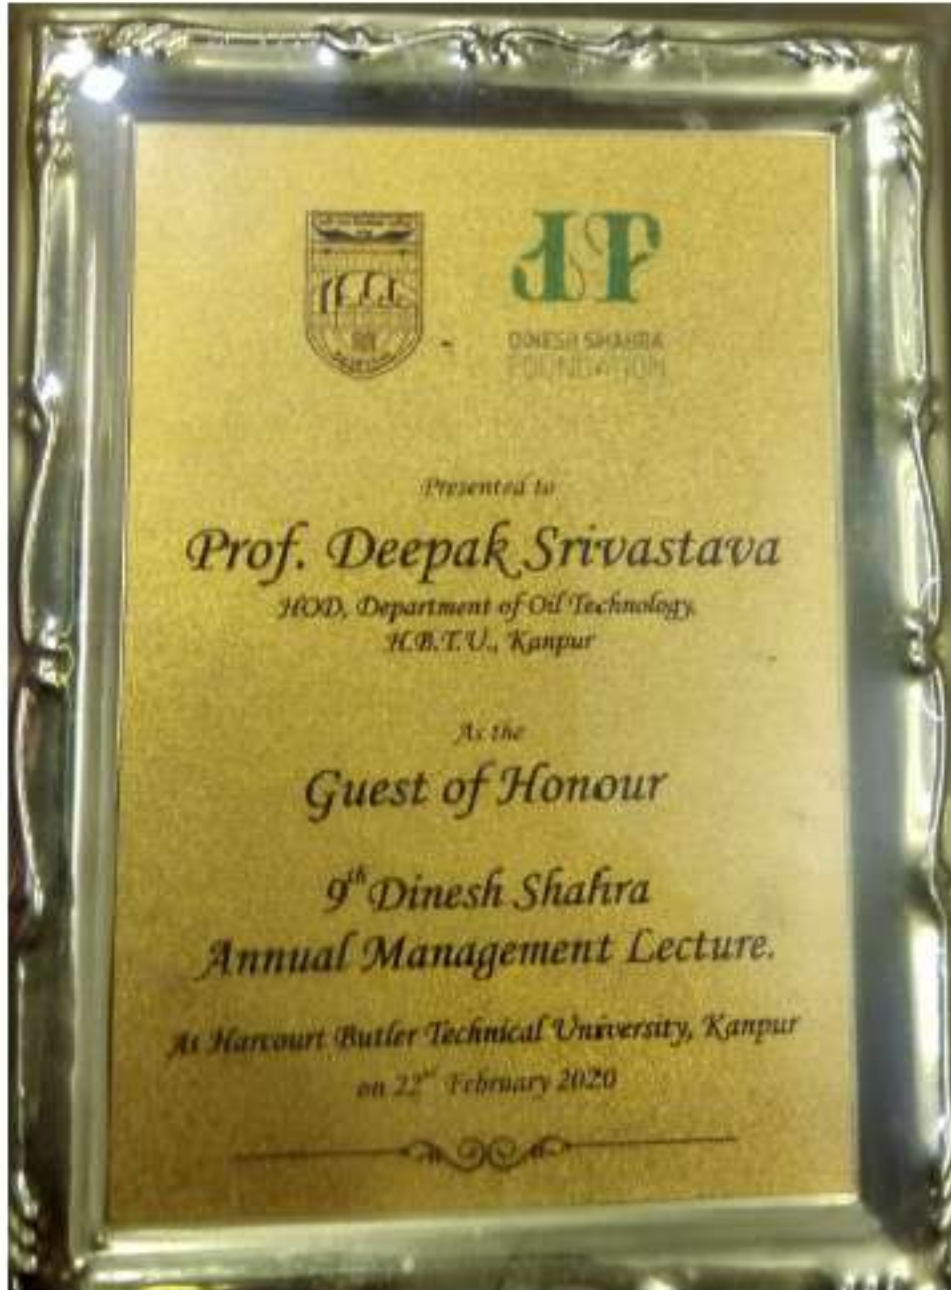 DINESH SHAHRA
FOUNDATION
Presented to
Prof. Deepak Srivastava
HOD, Department of Oil Technology,
H.B.T.U., Kanpur
As the
Guest of Honour
9th Dinesh Shahra
Annual Management Lecture.
At Harcourt Butler Technical University, Kanpur
on 22nd February 2020